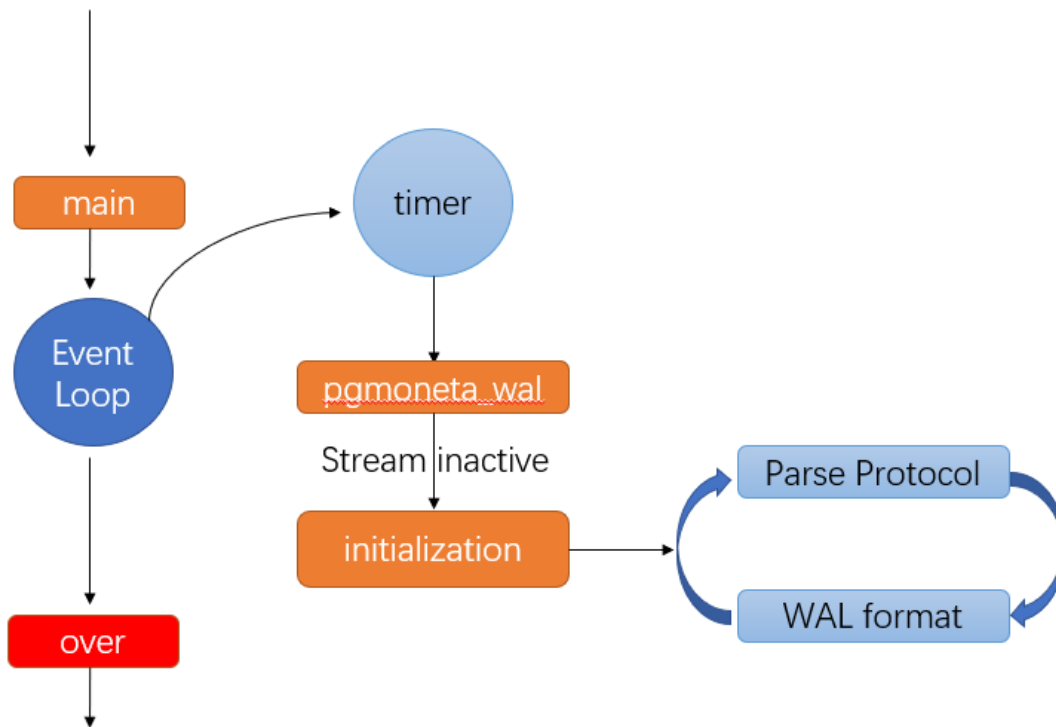 main
timer
Event
Loop
pgmoneta_wal
Stream inactive
Parse Protocol
initialization
WAL format
over